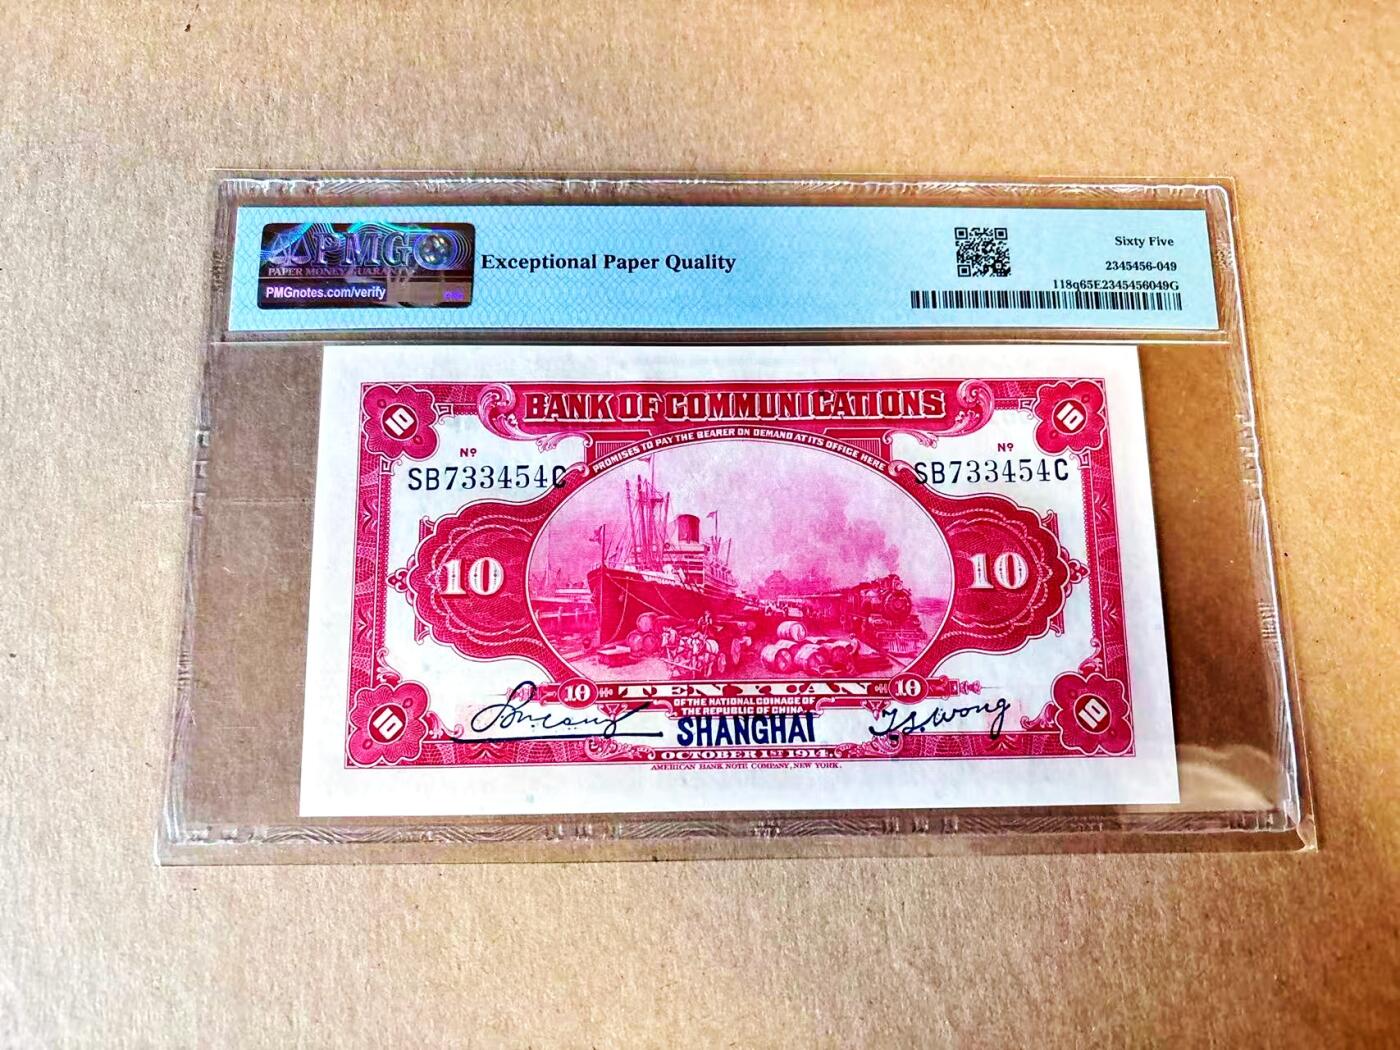 PMG
PAPER MONEY GUARANTY
PMGnotes.com/verify
Exceptional Paper Quality
Sixty Five
2345456-049
118q65E2345456049G
BANK OF COMMUNICATIONS
10 10
PROMISES TO PAY THE BEARER ON DEMAND AT ITS OFFICE HERE
Nº Nº
SB733454C SB733454C
10 10
10 TEN YUAN 10
OF THE NATIONAL COINAGE OF
THE REPUBLIC OF CHINA
10 SHANGHAI T.S. Wong 10
OCTOBER 1ST 1914.
AMERICAN BANK NOTE COMPANY, NEW YORK.